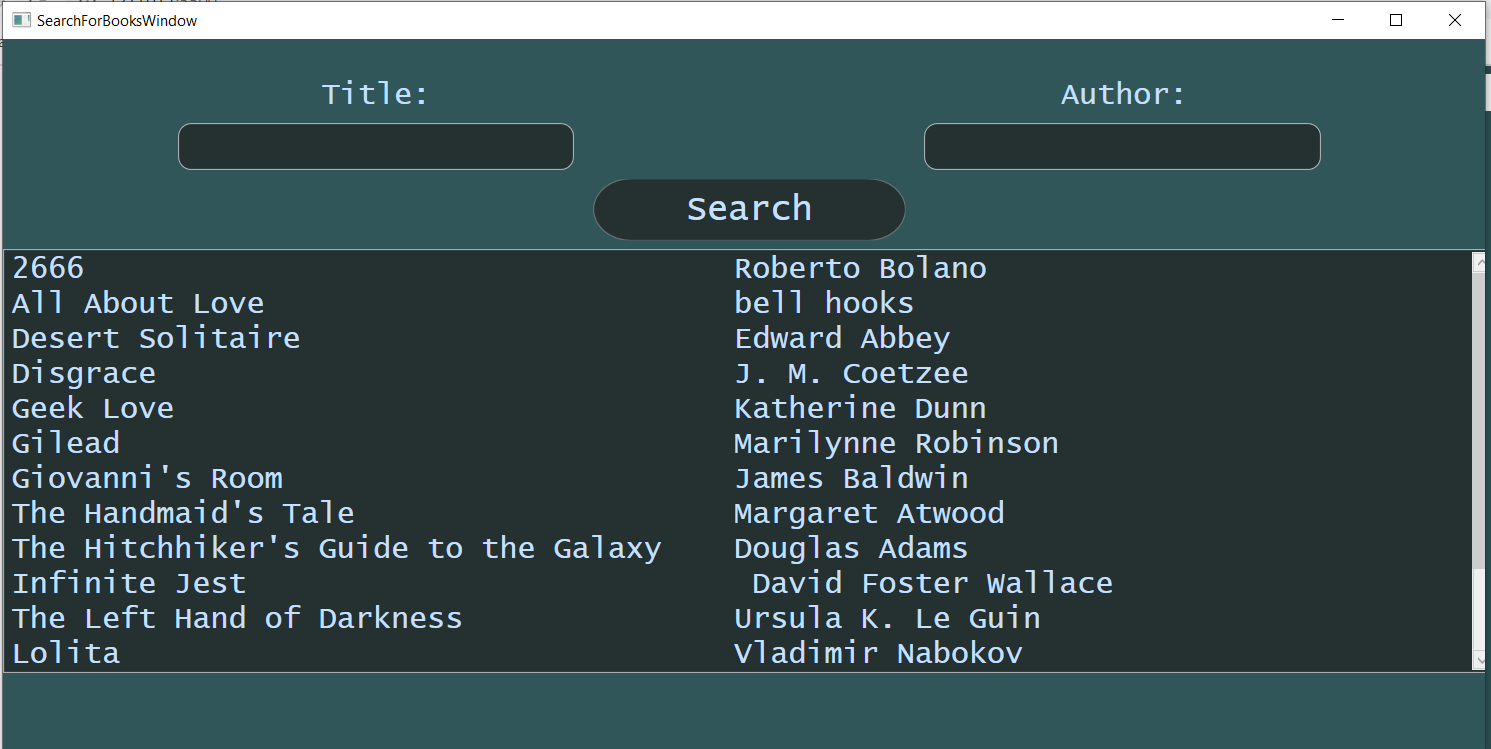 SearchForBooksWindow
Title: Author:
Search
2666 Roberto Bolano
All About Love bell hooks
Desert Solitaire Edward Abbey
Disgrace J. M. Coetzee
Geek Love Katherine Dunn
Gilead Marilynne Robinson
Giovanni's Room James Baldwin
The Handmaid's Tale Margaret Atwood
The Hitchhiker's Guide to the Galaxy Douglas Adams
Infinite Jest David Foster Wallace
The Left Hand of Darkness Ursula K. Le Guin
Lolita Vladimir Nabokov